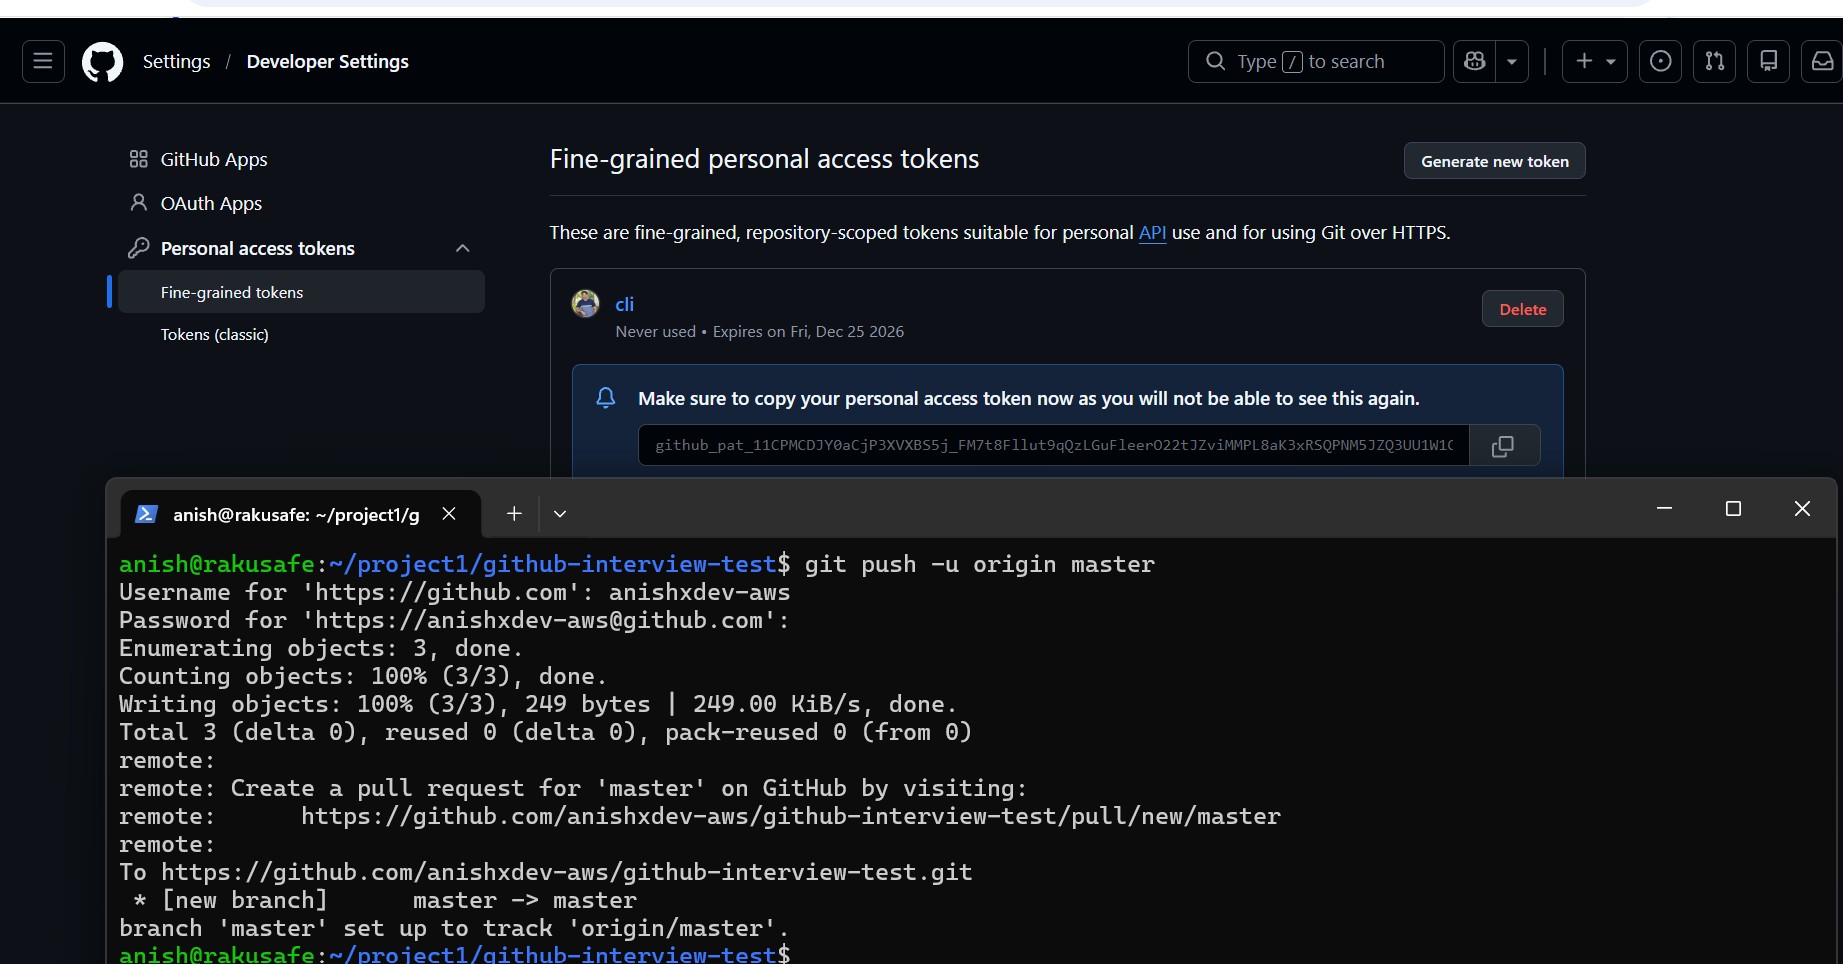 Settings / Developer Settings
Type / to search
GitHub Apps
OAuth Apps
Personal access tokens
Fine-grained tokens
Tokens (classic)
Fine-grained personal access tokens
Generate new token
These are fine-grained, repository-scoped tokens suitable for personal API use and for using Git over HTTPS.
cli
Delete
Never used • Expires on Fri, Dec 25 2026
Make sure to copy your personal access token now as you will not be able to see this again.
anish@rakusafe: ~/project1/g
anish@rakusafe:~/project1/github-interview-test$ git push -u origin master
Username for 'https://github.com': anishxdev-aws
Password for 'https://anishxdev-aws@github.com':
Enumerating objects: 3, done.
Counting objects: 100% (3/3), done.
Writing objects: 100% (3/3), 249 bytes | 249.00 KiB/s, done.
Total 3 (delta 0), reused 0 (delta 0), pack-reused 0 (from 0)
remote:
remote: Create a pull request for 'master' on GitHub by visiting:
remote:      https://github.com/anishxdev-aws/github-interview-test/pull/new/master
remote:
To https://github.com/anishxdev-aws/github-interview-test.git
 * [new branch]      master -> master
branch 'master' set up to track 'origin/master'.
anish@rakusafe:~/project1/github-interview-test$